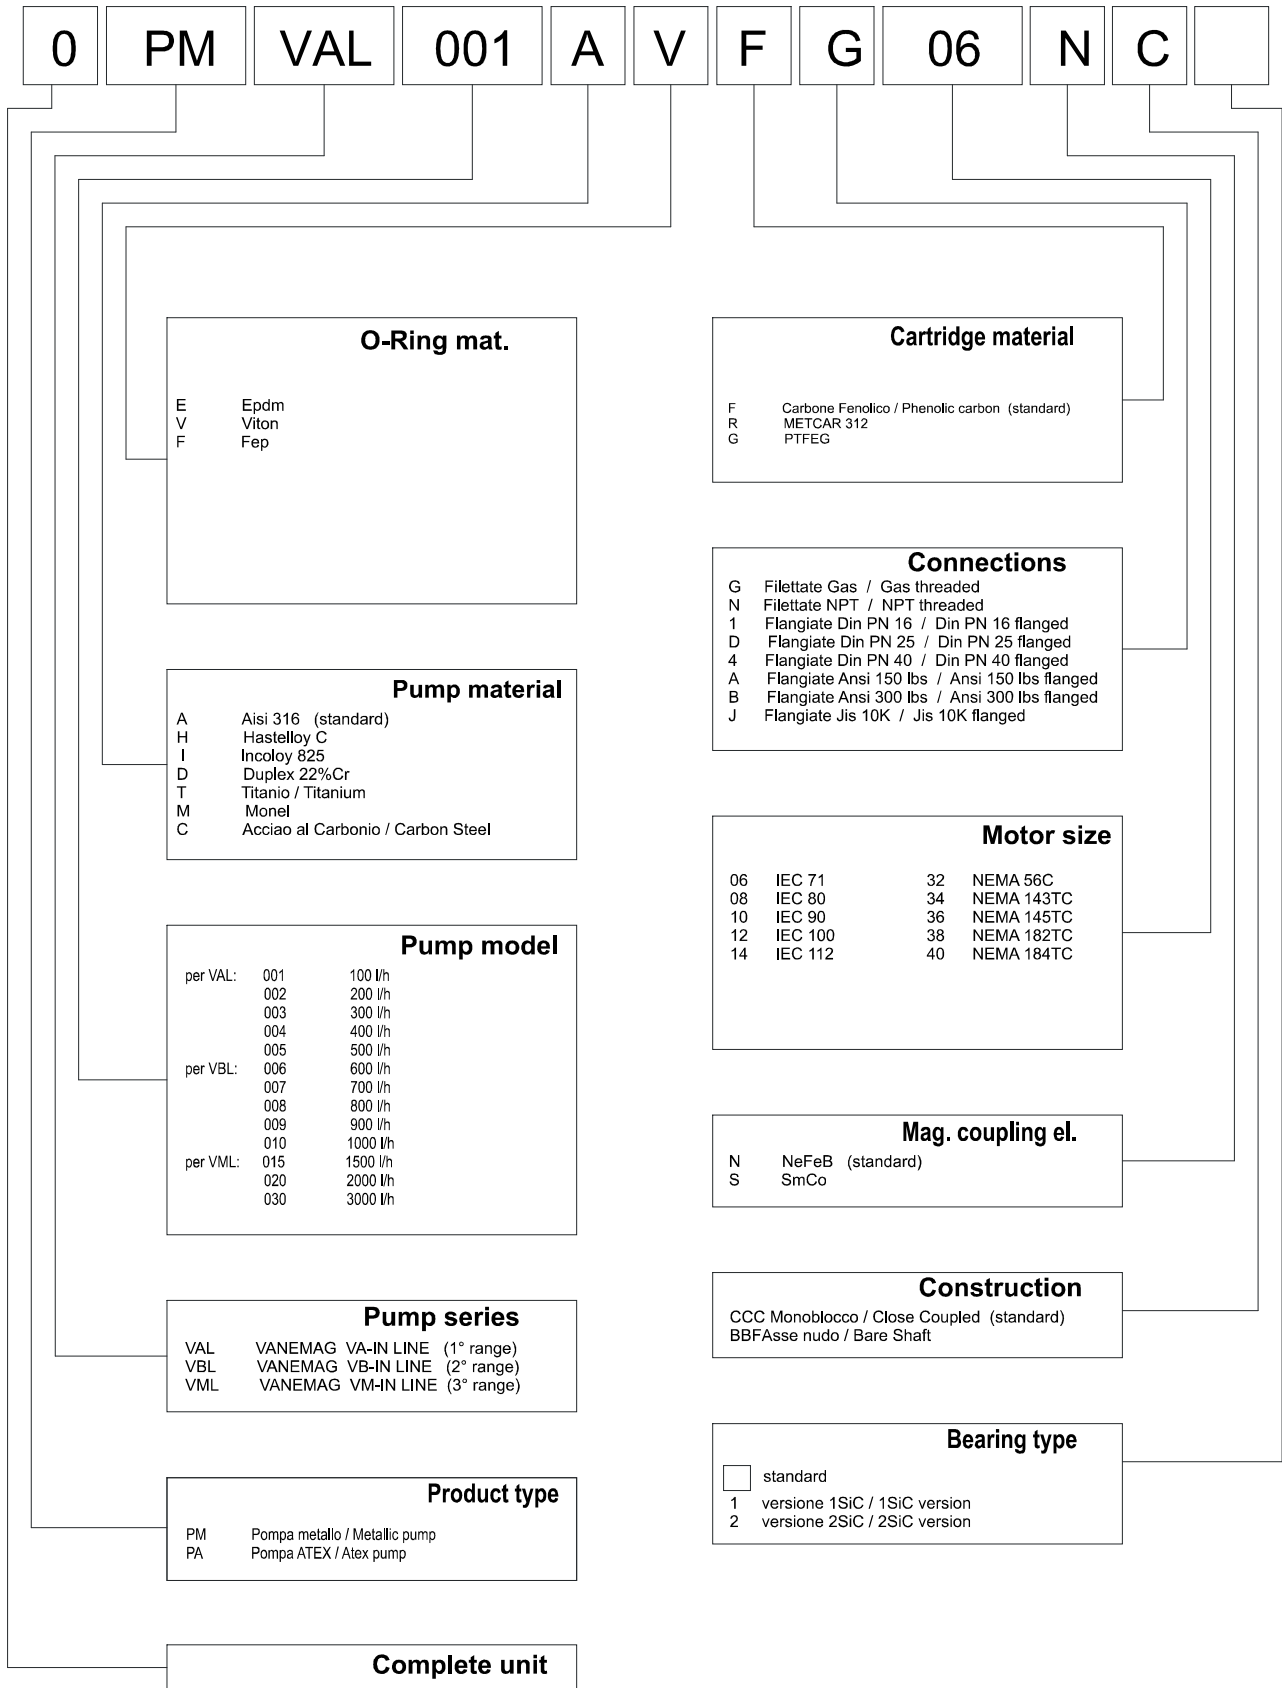 0 PM VAL 001 A V F G 06 N C
O-Ring mat.
E Epdm
V Viton
F Fep
Pump material
A Aisi 316 (standard)
H Hastelloy C
I Incoloy 825
D Duplex 22%Cr
T Titanio / Titanium
M Monel
C Acciao al Carbonio / Carbon Steel
Pump model
per VAL: 001 100 l/h
002 200 l/h
003 300 l/h
004 400 l/h
005 500 l/h
per VBL: 006 600 l/h
007 700 l/h
008 800 l/h
009 900 l/h
010 1000 l/h
per VML: 015 1500 l/h
020 2000 l/h
030 3000 l/h
Pump series
VAL VANEMAG VA-IN LINE (1° range)
VBL VANEMAG VB-IN LINE (2° range)
VML VANEMAG VM-IN LINE (3° range)
Product type
PM Pompa metallo / Metallic pump
PA Pompa ATEX / Atex pump
Complete unit
Cartridge material
F Carbone Fenolico / Phenolic carbon (standard)
R METCAR 312
G PTFEG
Connections
G Filettate Gas / Gas threaded
N Filettate NPT / NPT threaded
1 Flangiate Din PN 16 / Din PN 16 flanged
D Flangiate Din PN 25 / Din PN 25 flanged
4 Flangiate Din PN 40 / Din PN 40 flanged
A Flangiate Ansi 150 lbs / Ansi 150 lbs flanged
B Flangiate Ansi 300 lbs / Ansi 300 lbs flanged
J Flangiate Jis 10K / Jis 10K flanged
Motor size
06 IEC 71 32 NEMA 56C
08 IEC 80 34 NEMA 143TC
10 IEC 90 36 NEMA 145TC
12 IEC 100 38 NEMA 182TC
14 IEC 112 40 NEMA 184TC
Mag. coupling el.
N NeFeB (standard)
S SmCo
Construction
CCC Monoblocco / Close Coupled (standard)
BBFAsse nudo / Bare Shaft
Bearing type
standard
1 versione 1SiC / 1SiC version
2 versione 2SiC / 2SiC version